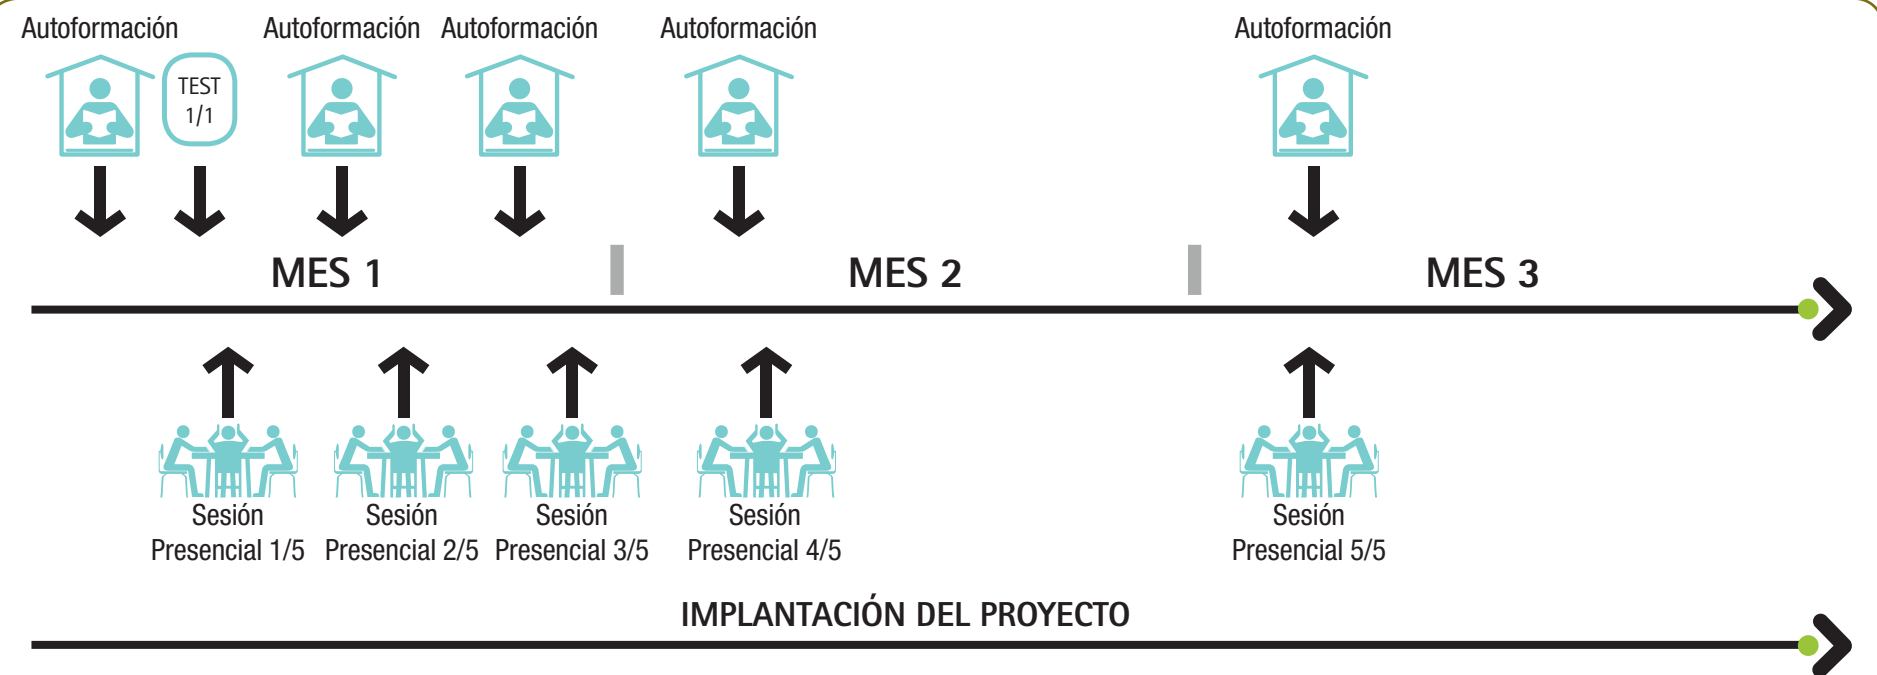 Autoformación
Autoformación
Autoformación
Autoformación
Autoformación
TEST
1/1
MES 1
MES 2
MES 3
Sesión
Presencial 1/5
Sesión
Presencial 2/5
Sesión
Presencial 3/5
Sesión
Presencial 4/5
Sesión
Presencial 5/5
IMPLANTACIÓN DEL PROYECTO